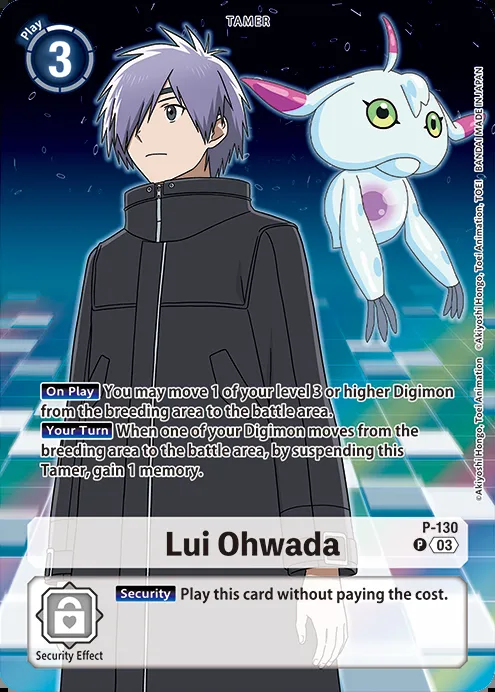 TAMER
Play
3
On Play You may move 1 of your level 3 or higher Digimon
from the breeding area to the battle area.
Your Turn When one of your Digimon moves from the
breeding area to the battle area, by suspending this
Tamer, gain 1 memory.
©Akiyoshi Hongo, Toei Animation ©Akiyoshi Hongo, Toei Animation, TOEI BANDAI MADE IN JAPAN
P-130
P 03
Lui Ohwada
Security Play this card without paying the cost.
Security Effect